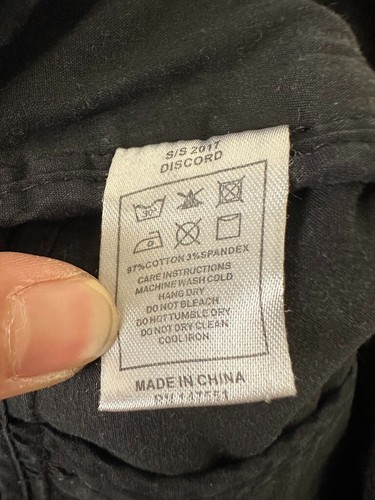 S/S 2017
DISCORD
30°
97%COTTON 3%SPANDEX
CARE INSTRUCTIONS
MACHINE WASH COLD
HANG DRY
DO NOT BLEACH
DO NOT TUMBLE DRY
DO NOT DRY CLEAN
COOL IRON
MADE IN CHINA